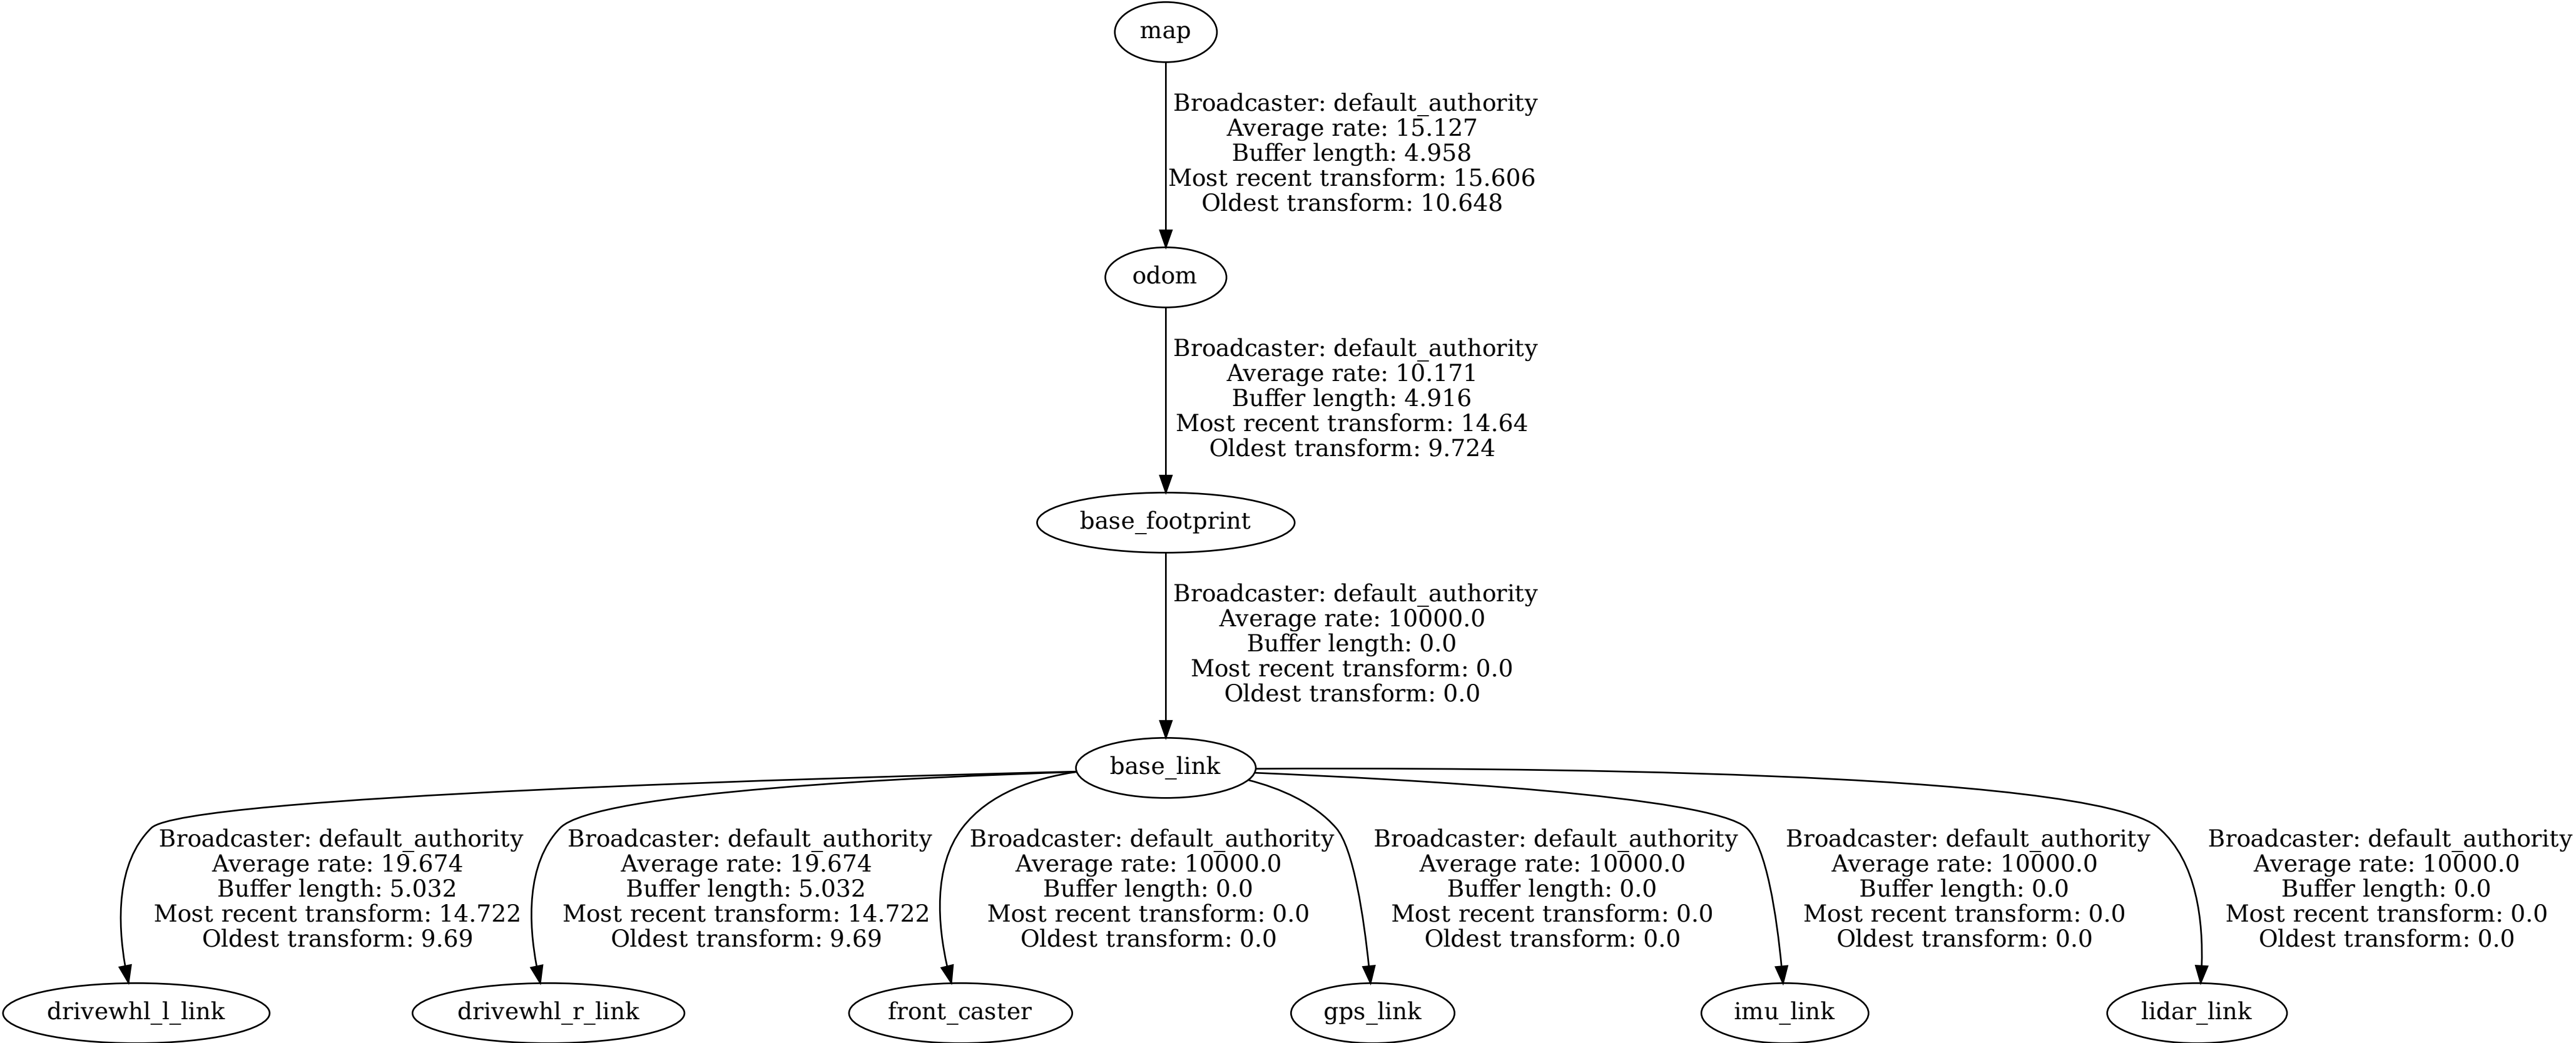 map
Broadcaster: default_authority
Average rate: 15.127
Buffer length: 4.958
Most recent transform: 15.606
Oldest transform: 10.648
odom
Broadcaster: default_authority
Average rate: 10.171
Buffer length: 4.916
Most recent transform: 14.64
Oldest transform: 9.724
base_footprint
Broadcaster: default_authority
Average rate: 10000.0
Buffer length: 0.0
Most recent transform: 0.0
Oldest transform: 0.0
base_link
Broadcaster: default_authority
Average rate: 19.674
Buffer length: 5.032
Most recent transform: 14.722
Oldest transform: 9.69
Broadcaster: default_authority
Average rate: 19.674
Buffer length: 5.032
Most recent transform: 14.722
Oldest transform: 9.69
Broadcaster: default_authority
Average rate: 10000.0
Buffer length: 0.0
Most recent transform: 0.0
Oldest transform: 0.0
Broadcaster: default_authority
Average rate: 10000.0
Buffer length: 0.0
Most recent transform: 0.0
Oldest transform: 0.0
Broadcaster: default_authority
Average rate: 10000.0
Buffer length: 0.0
Most recent transform: 0.0
Oldest transform: 0.0
Broadcaster: default_authority
Average rate: 10000.0
Buffer length: 0.0
Most recent transform: 0.0
Oldest transform: 0.0
drivewhl_l_link
drivewhl_r_link
front_caster
gps_link
imu_link
lidar_link